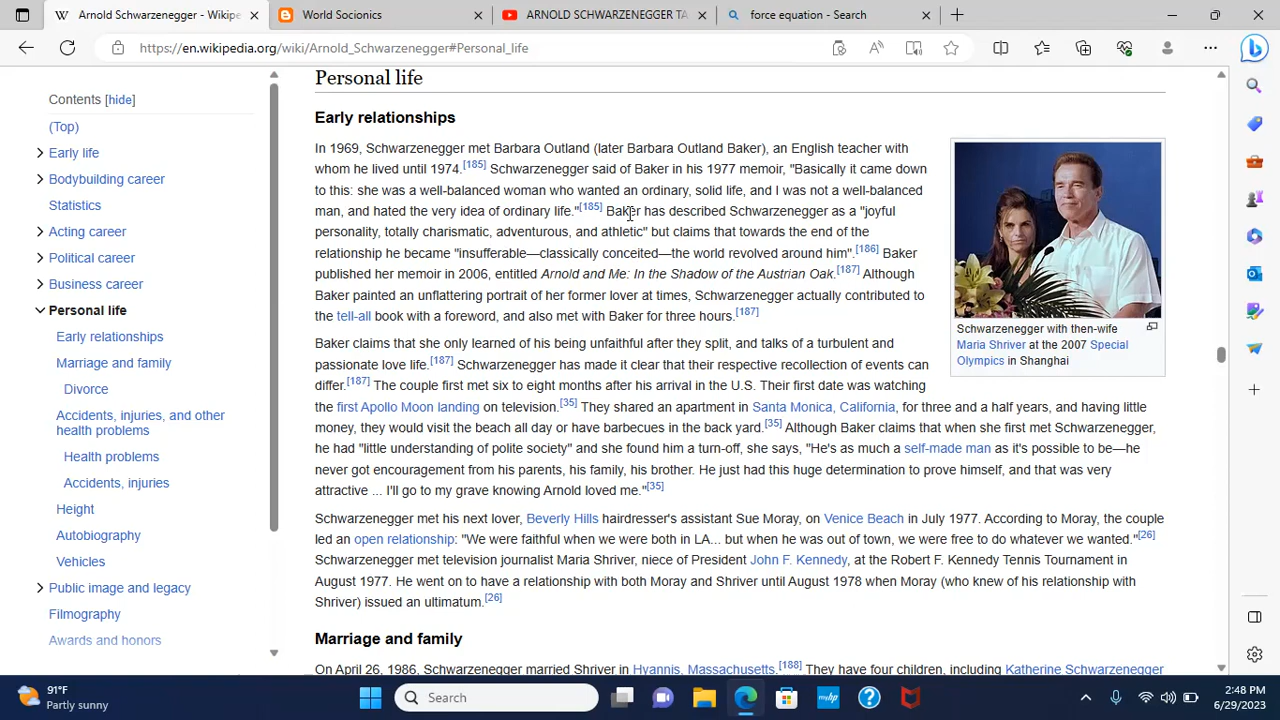 Arnold Schwarzenegger - Wikipe
World Socionics
ARNOLD SCHWARZENEGGER TA
force equation - Search
https://en.wikipedia.org/wiki/Arnold_Schwarzenegger#Personal_life
Contents [hide]
(Top)
Early life
Bodybuilding career
Statistics
Acting career
Political career
Business career
Personal life
Early relationships
Marriage and family
Divorce
Accidents, injuries, and other
health problems
Health problems
Accidents, injuries
Height
Autobiography
Vehicles
Public image and legacy
Filmography
Awards and honors
Personal life
Early relationships
In 1969, Schwarzenegger met Barbara Outland (later Barbara Outland Baker), an English teacher with
whom he lived until 1974.[185] Schwarzenegger said of Baker in his 1977 memoir, "Basically it came down
to this: she was a well-balanced woman who wanted an ordinary, solid life, and I was not a well-balanced
man, and hated the very idea of ordinary life."[185] Baker has described Schwarzenegger as a "joyful
personality, totally charismatic, adventurous, and athletic" but claims that towards the end of the
relationship he became "insufferable—classically conceited—the world revolved around him".[186] Baker
published her memoir in 2006, entitled Arnold and Me: In the Shadow of the Austrian Oak.[187] Although
Baker painted an unflattering portrait of her former lover at times, Schwarzenegger actually contributed to
the tell-all book with a foreword, and also met with Baker for three hours.[187]
Baker claims that she only learned of his being unfaithful after they split, and talks of a turbulent and
passionate love life.[187] Schwarzenegger has made it clear that their respective recollection of events can
differ.[187] The couple first met six to eight months after his arrival in the U.S. Their first date was watching
the first Apollo Moon landing on television.[35] They shared an apartment in Santa Monica, California, for three and a half years, and having little
money, they would visit the beach all day or have barbecues in the back yard.[35] Although Baker claims that when she first met Schwarzenegger,
he had "little understanding of polite society" and she found him a turn-off, she says, "He's as much a self-made man as it's possible to be—he
never got encouragement from his parents, his family, his brother. He just had this huge determination to prove himself, and that was very
attractive ... I'll go to my grave knowing Arnold loved me."[35]
Schwarzenegger met his next lover, Beverly Hills hairdresser's assistant Sue Moray, on Venice Beach in July 1977. According to Moray, the couple
led an open relationship: "We were faithful when we were both in LA... but when he was out of town, we were free to do whatever we wanted."[26]
Schwarzenegger met television journalist Maria Shriver, niece of President John F. Kennedy, at the Robert F. Kennedy Tennis Tournament in
August 1977. He went on to have a relationship with both Moray and Shriver until August 1978 when Moray (who knew of his relationship with
Shriver) issued an ultimatum.[26]
Schwarzenegger with then-wife
Maria Shriver at the 2007 Special
Olympics in Shanghai
Marriage and family
On April 26, 1986, Schwarzenegger married Shriver in Hyannis, Massachusetts.[188] They have four children, including Katherine Schwarzenegger
91°F
Partly sunny
Search
hp
2:48 PM
6/29/2023